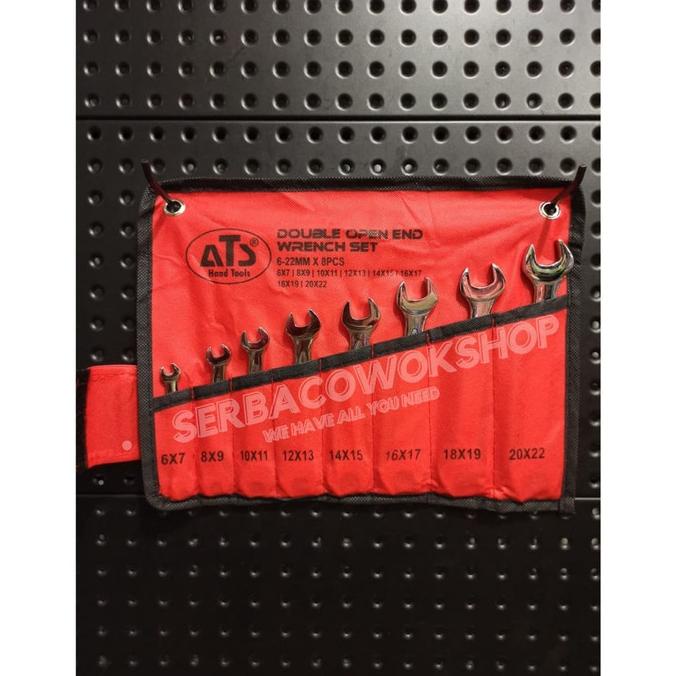 ATS®
Hand Tools
DOUBLE OPEN END
WRENCH SET
6-22MM X 8PCS
6X7 | 8X9 | 10X11 | 12X13 | 14X15 | 16X17
18X19 | 20X22
SERBACOWOKSHOP
WE HAVE ALL YOU NEED
6X7 8X9 10X11 12X13 14X15 16X17 18X19 20X22